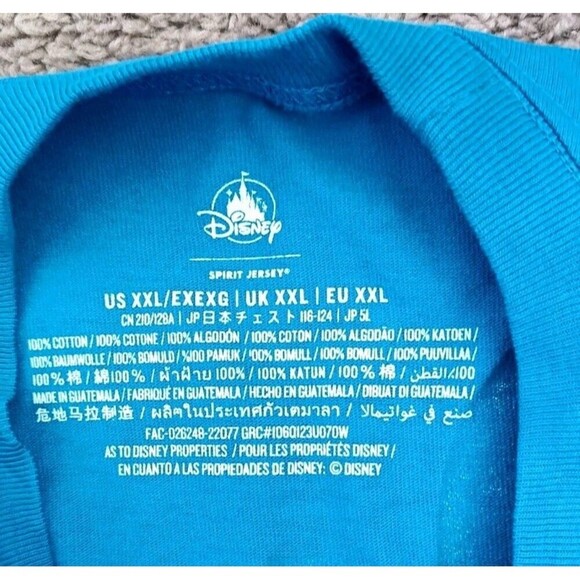 Disney
SPIRIT JERSEY®
US XXL/EXEXG | UK XXL | EU XXL
CN 210/128A | JP日本チェスト 116-124 | JP 5L
100% COTTON / 100% COTONE / 100% ALGODÓN / 100% COTON / 100% ALGODÃO / 100% KATOEN /
100% BAUMWOLLE / 100% BOMULD / %100 PAMUK / 100% BOMULL / 100% BOMULL / 100% PUUVILLAA /
100% 棉 / 綿100% / ผ้าฝ้าย 100% / 100% KATUN / 100% 棉 / 100٪ القطن /
MADE IN GUATEMALA / FABRIQUÉ EN GUATEMALA / HECHO EN GUATEMALA / DIBUAT DI GUATEMALA /
危地马拉制造 / ผลิตในประเทศกัวเตมาลา / صنع في غواتيمالا
FAC-026248-22077 GRC#1060123U070W
AS TO DISNEY PROPERTIES / POUR LES PROPRIÉTÉS DISNEY /
EN CUANTO A LAS PROPIEDADES DE DISNEY: © DISNEY